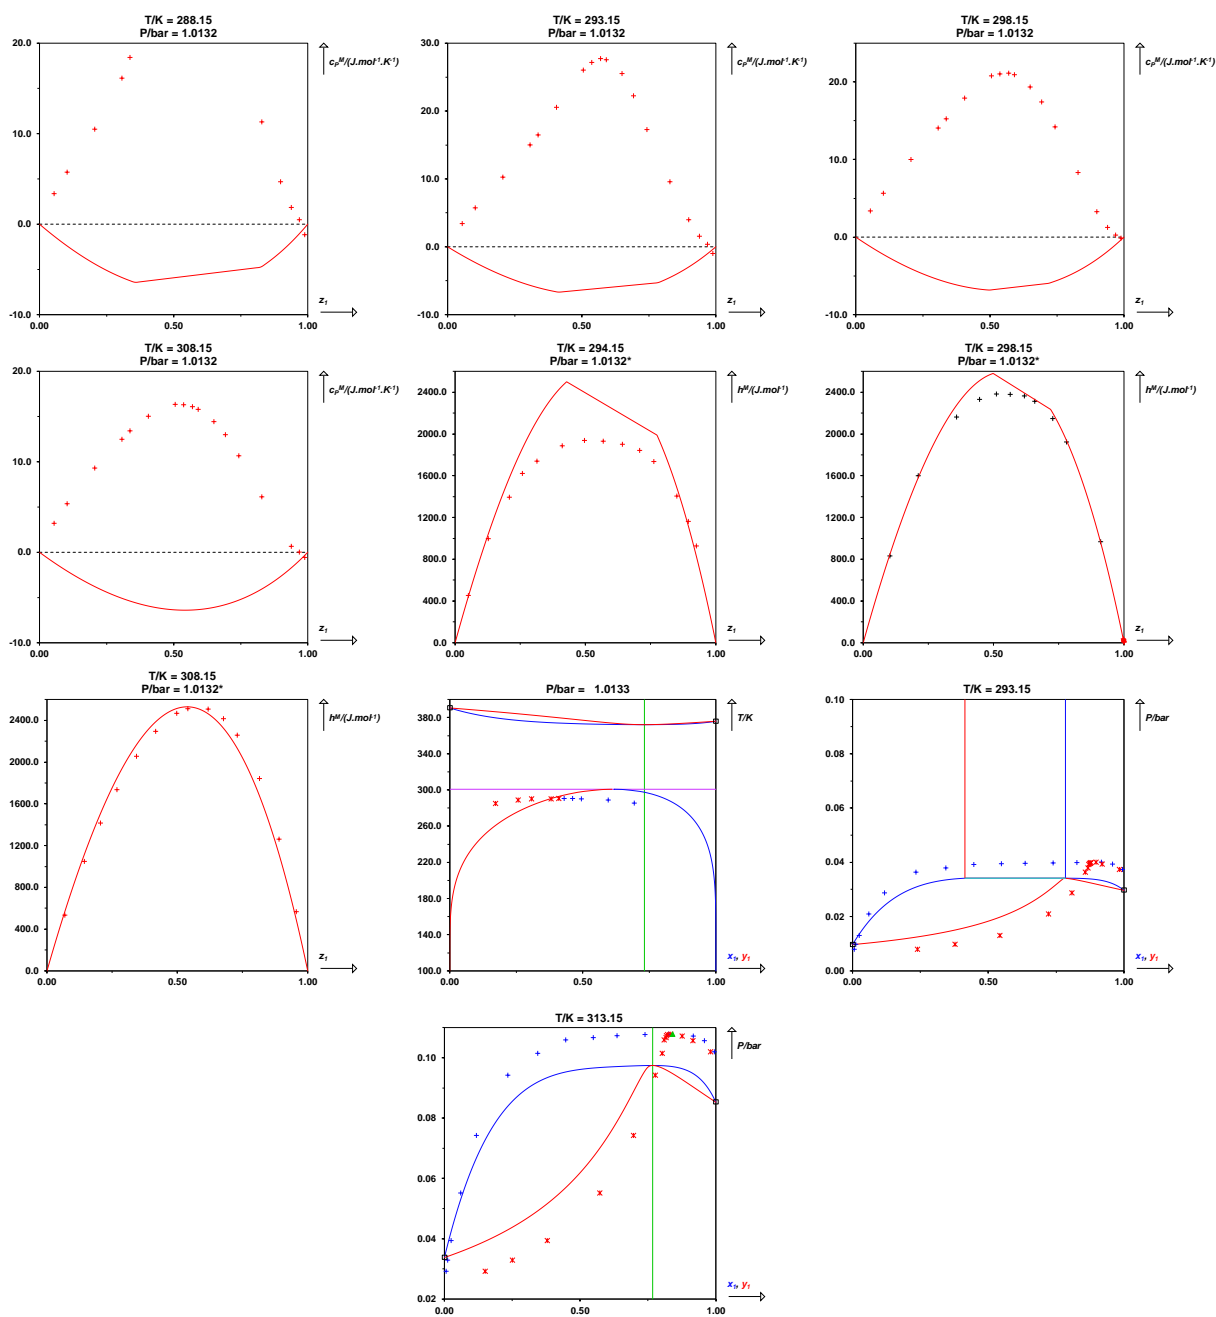 T/K = 288.15
P/bar = 1.0132
20.0
10.0
0.0
-10.0
0.00
0.50
1.00
cₚᴹ/(J.mol⁻¹.K⁻¹)
z₁
T/K = 293.15
P/bar = 1.0132
30.0
20.0
10.0
0.0
-10.0
0.00
0.50
1.00
cₚᴹ/(J.mol⁻¹.K⁻¹)
z₁
T/K = 298.15
P/bar = 1.0132
20.0
10.0
0.0
-10.0
0.00
0.50
1.00
cₚᴹ/(J.mol⁻¹.K⁻¹)
z₁
T/K = 308.15
P/bar = 1.0132
20.0
10.0
0.0
-10.0
0.00
0.50
1.00
cₚᴹ/(J.mol⁻¹.K⁻¹)
z₁
T/K = 294.15
P/bar = 1.0132*
2400.0
2000.0
1600.0
1200.0
800.0
400.0
0.0
0.00
0.50
1.00
hᴹ/(J.mol⁻¹)
z₁
T/K = 298.15
P/bar = 1.0132*
2400.0
2000.0
1600.0
1200.0
800.0
400.0
0.0
0.00
0.50
1.00
hᴹ/(J.mol⁻¹)
z₁
T/K = 308.15
P/bar = 1.0132*
2400.0
2000.0
1600.0
1200.0
800.0
400.0
0.0
0.00
0.50
1.00
hᴹ/(J.mol⁻¹)
z₁
P/bar = 1.0133
380.0
340.0
300.0
260.0
220.0
180.0
140.0
100.0
0.00
0.50
1.00
T/K
x₁, y₁
T/K = 293.15
0.10
0.08
0.06
0.04
0.02
0.00
0.00
0.50
1.00
P/bar
x₁, y₁
T/K = 313.15
0.10
0.08
0.06
0.04
0.02
0.00
0.50
1.00
P/bar
x₁, y₁